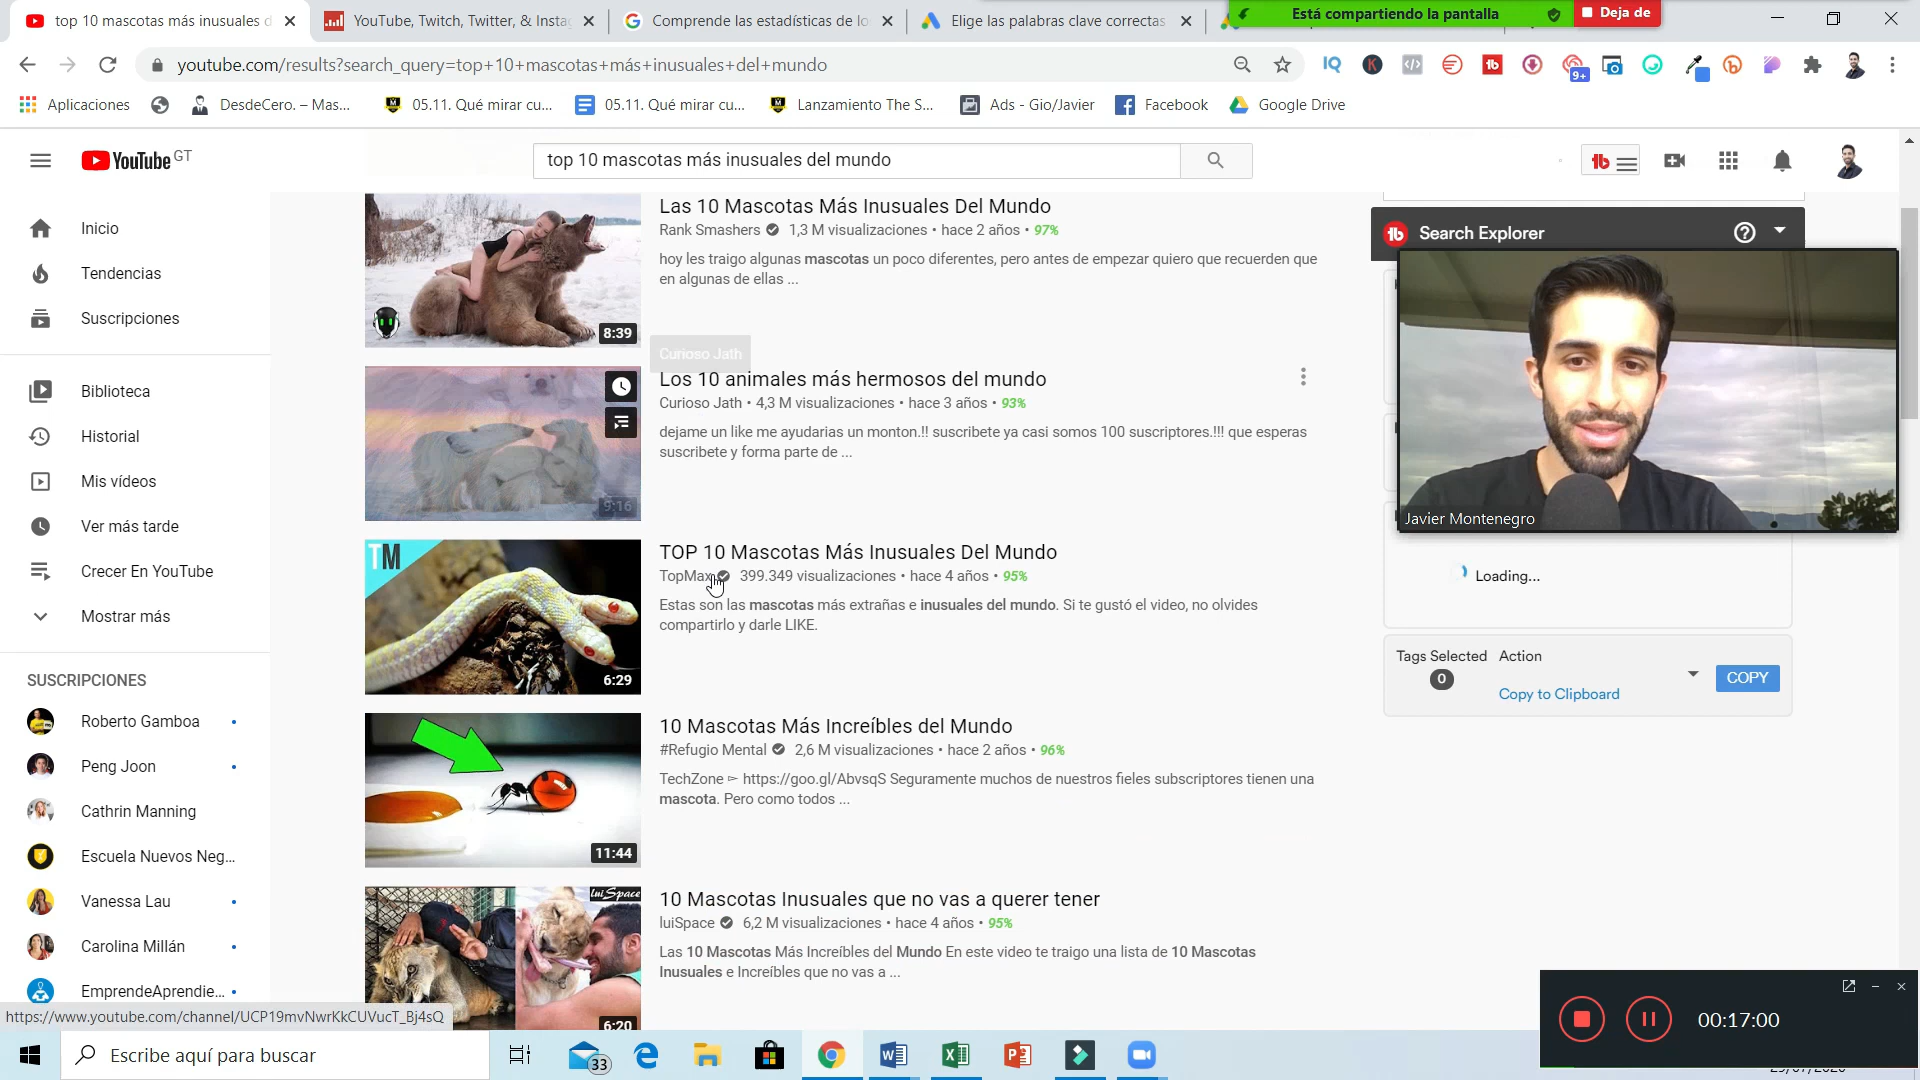 top 10 mascotas más inusuales d
YouTube, Twitch, Twitter, & Insta
Comprende las estadísticas de lo
Elige las palabras clave correctas
Está compartiendo la pantalla
Deja de
youtube.com/results?search_query=top+10+mascotas+más+inusuales+del+mundo
9+
Aplicaciones
DesdeCero. – Mas...
05.11. Qué mirar cu...
05.11. Qué mirar cu...
Lanzamiento The S...
Ads - Gio/Javier
Facebook
Google Drive
YouTube GT
top 10 mascotas más inusuales del mundo
Inicio
Tendencias
Suscripciones
Biblioteca
Historial
Mis vídeos
Ver más tarde
Crecer En YouTube
Mostrar más
SUSCRIPCIONES
Roberto Gamboa
Peng Joon
Cathrin Manning
Escuela Nuevos Neg...
Vanessa Lau
Carolina Millán
EmprendeAprendie...
Las 10 Mascotas Más Inusuales Del Mundo
Rank Smashers 1,3 M visualizaciones • hace 2 años • 97%
hoy les traigo algunas mascotas un poco diferentes, pero antes de empezar quiero que recuerden que
en algunas de ellas ...
8:39
Curioso Jath
Los 10 animales más hermosos del mundo
Curioso Jath • 4,3 M visualizaciones • hace 3 años • 93%
dejame un like me ayudarias un monton.!! suscribete ya casi somos 100 suscriptores.!!! que esperas
suscribete y forma parte de ...
9:16
TM
TOP 10 Mascotas Más Inusuales Del Mundo
TopMax 399.349 visualizaciones • hace 4 años • 95%
Estas son las mascotas más extrañas e inusuales del mundo. Si te gustó el video, no olvides
compartirlo y darle LIKE.
6:29
10 Mascotas Más Increíbles del Mundo
#Refugio Mental 2,6 M visualizaciones • hace 2 años • 96%
TechZone ► https://goo.gl/AbvsqS Seguramente muchos de nuestros fieles subscriptores tienen una
mascota. Pero como todos ...
11:44
luiSpace
10 Mascotas Inusuales que no vas a querer tener
luiSpace 6,2 M visualizaciones • hace 4 años • 95%
Las 10 Mascotas Más Increíbles del Mundo En este video te traigo una lista de 10 Mascotas
Inusuales e Increíbles que no vas a ...
6:20
Search Explorer
Javier Montenegro
Loading...
Tags Selected Action
0
Copy to Clipboard
COPY
https://www.youtube.com/channel/UCP19mvNwrKkCUVucT_Bj4sQ
00:17:00
Escribe aquí para buscar
33